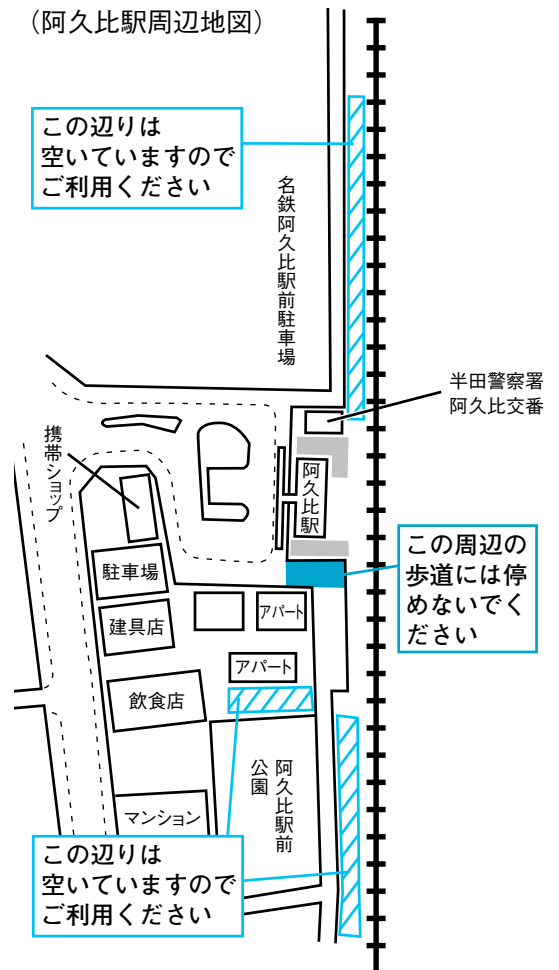 (阿久比駅周辺地図)
この辺りは
空いていますので
ご利用ください
名鉄阿久比駅前駐車場
半田警察署
阿久比交番
携帯ショップ
阿久比駅
駐車場
この周辺の
歩道には停
めないでく
ださい
建具店
アパート
アパート
飲食店
阿久比駅前
公園
マンション
この辺りは
空いていますので
ご利用ください